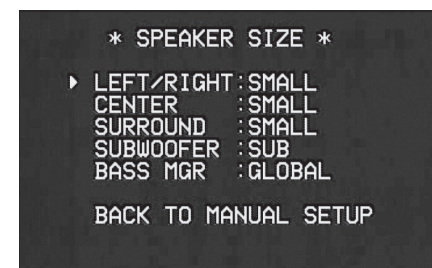 * SPEAKER SIZE *
LEFT/RIGHT:SMALL
CENTER :SMALL
SURROUND :SMALL
SUBWOOFER :SUB
BASS MGR :GLOBAL
BACK TO MANUAL SETUP